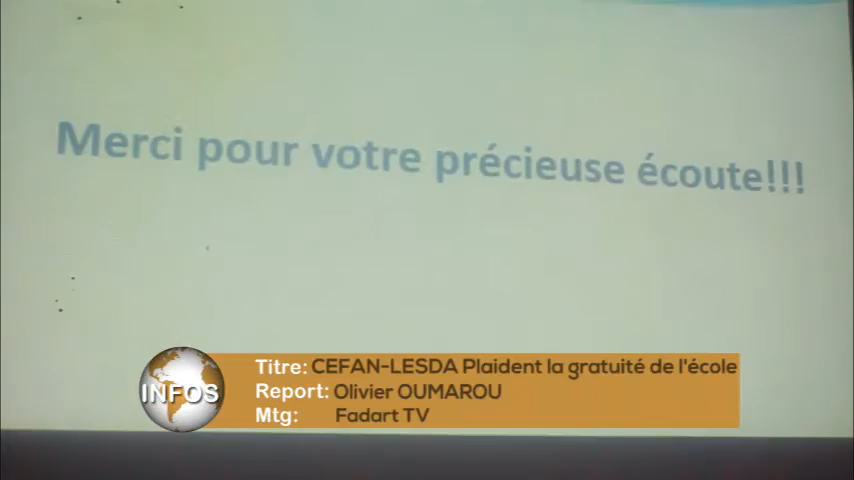 Merci pour votre précieuse écoute!!!
INFOS
Titre: CEFAN-LESDA Plaident la gratuité de l'école
Report: Olivier OUMAROU
Mtg: Fadart TV